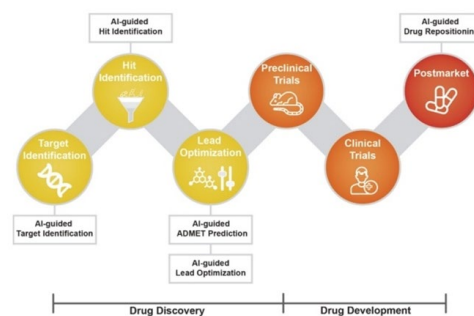 AI-guided
Hit Identification
AI-guided
Drug Repositioning
Hit
Identification
Preclinical
Trials
Postmarket
Target
Identification
Lead
Optimization
Clinical
Trials
AI-guided
Target Identification
AI-guided
ADMET Prediction
AI-guided
Lead Optimization
Drug Discovery
Drug Development